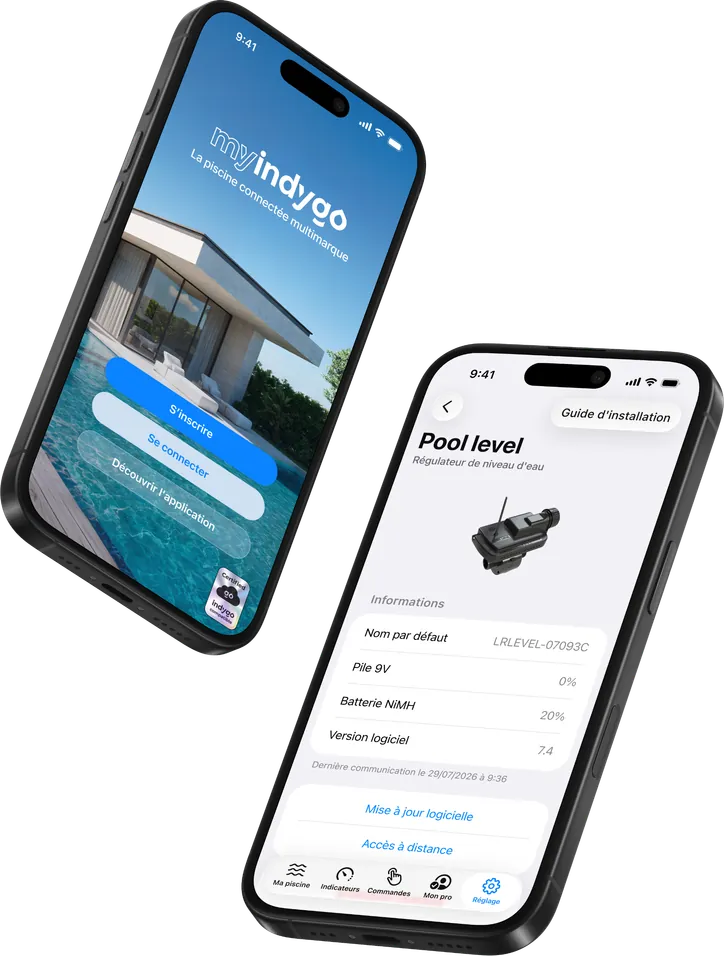 9:41
myindygo
La piscine connectée multimarque
S'inscrire
Se connecter
Découvrir l'application
Certified
go
indygo
compatible
9:41
Guide d'installation
Pool level
Régulateur de niveau d'eau
Informations
Nom par défaut LRLEVEL-07093C
Pile 9V 0%
Batterie NiMH 20%
Version logiciel 7.4
Dernière communication le 29/07/2026 à 9:36
Mise à jour logicielle
Accès à distance
Ma piscine Indicateurs Commandes Mon pro Réglage